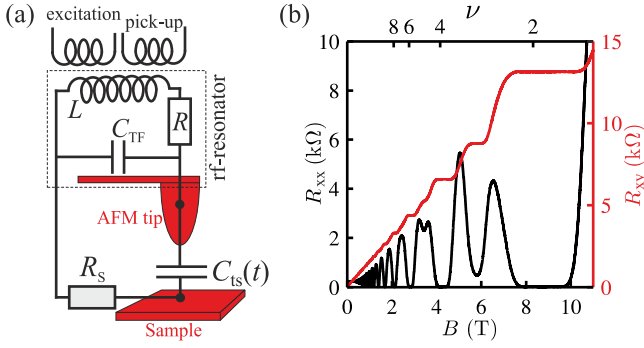 (a)
excitation
pick-up
L
R
C_TF
rf-resonator
AFM tip
R_S
C_ts(t)
Sample
(b)
ν
8 6 4 2
10
8
6
4
2
0
R_xx (kΩ)
15
10
5
0
R_xy (kΩ)
0 2 4 6 8 10
B (T)